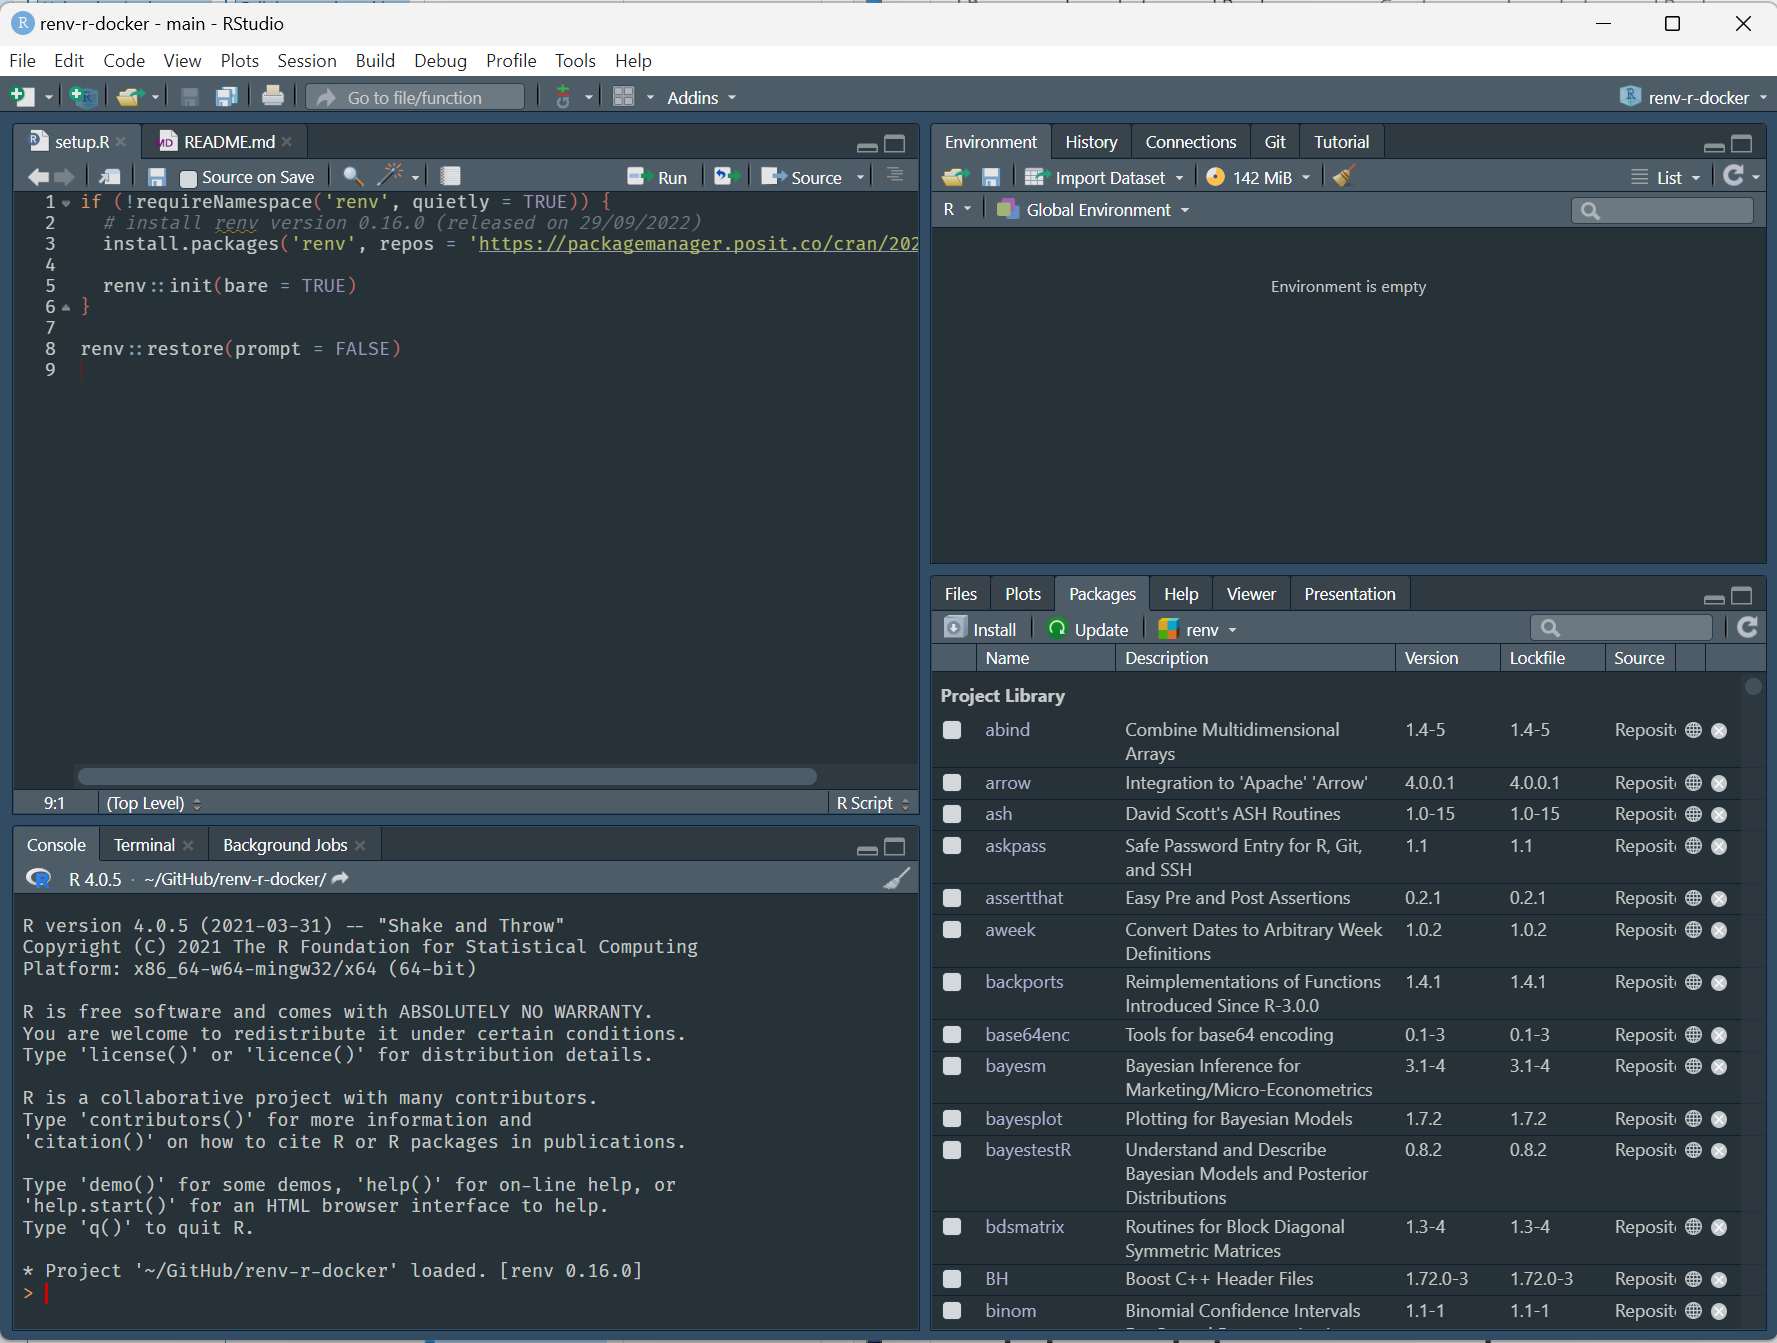 renv-r-docker - main - RStudio
File Edit Code View Plots Session Build Debug Profile Tools Help
Go to file/function Addins renv-r-docker
setup.R README.md
Source on Save Run Source
1 if (!requireNamespace('renv', quietly = TRUE)) {
2 # install renv version 0.16.0 (released on 29/09/2022)
3 install.packages('renv', repos = 'https://packagemanager.posit.co/cran/202
4
5 renv::init(bare = TRUE)
6 }
7
8 renv::restore(prompt = FALSE)
9
9:1 (Top Level) R Script
Console Terminal Background Jobs
R 4.0.5 · ~/GitHub/renv-r-docker/
R version 4.0.5 (2021-03-31) -- "Shake and Throw"
Copyright (C) 2021 The R Foundation for Statistical Computing
Platform: x86_64-w64-mingw32/x64 (64-bit)
R is free software and comes with ABSOLUTELY NO WARRANTY.
You are welcome to redistribute it under certain conditions.
Type 'license()' or 'licence()' for distribution details.
R is a collaborative project with many contributors.
Type 'contributors()' for more information and
'citation()' on how to cite R or R packages in publications.
Type 'demo()' for some demos, 'help()' for on-line help, or
'help.start()' for an HTML browser interface to help.
Type 'q()' to quit R.
* Project '~/GitHub/renv-r-docker' loaded. [renv 0.16.0]
>
Environment History Connections Git Tutorial
Import Dataset 142 MiB List
R Global Environment
Environment is empty
Files Plots Packages Help Viewer Presentation
Install Update renv
Name Description Version Lockfile Source
Project Library
abind Combine Multidimensional 1.4-5 1.4-5 Reposit
Arrays
arrow Integration to 'Apache' 'Arrow' 4.0.0.1 4.0.0.1 Reposit
ash David Scott's ASH Routines 1.0-15 1.0-15 Reposit
askpass Safe Password Entry for R, Git, 1.1 1.1 Reposit
and SSH
assertthat Easy Pre and Post Assertions 0.2.1 0.2.1 Reposit
aweek Convert Dates to Arbitrary Week 1.0.2 1.0.2 Reposit
Definitions
backports Reimplementations of Functions 1.4.1 1.4.1 Reposit
Introduced Since R-3.0.0
base64enc Tools for base64 encoding 0.1-3 0.1-3 Reposit
bayesm Bayesian Inference for 3.1-4 3.1-4 Reposit
Marketing/Micro-Econometrics
bayesplot Plotting for Bayesian Models 1.7.2 1.7.2 Reposit
bayestestR Understand and Describe 0.8.2 0.8.2 Reposit
Bayesian Models and Posterior
Distributions
bdsmatrix Routines for Block Diagonal 1.3-4 1.3-4 Reposit
Symmetric Matrices
BH Boost C++ Header Files 1.72.0-3 1.72.0-3 Reposit
binom Binomial Confidence Intervals 1.1-1 1.1-1 Reposit